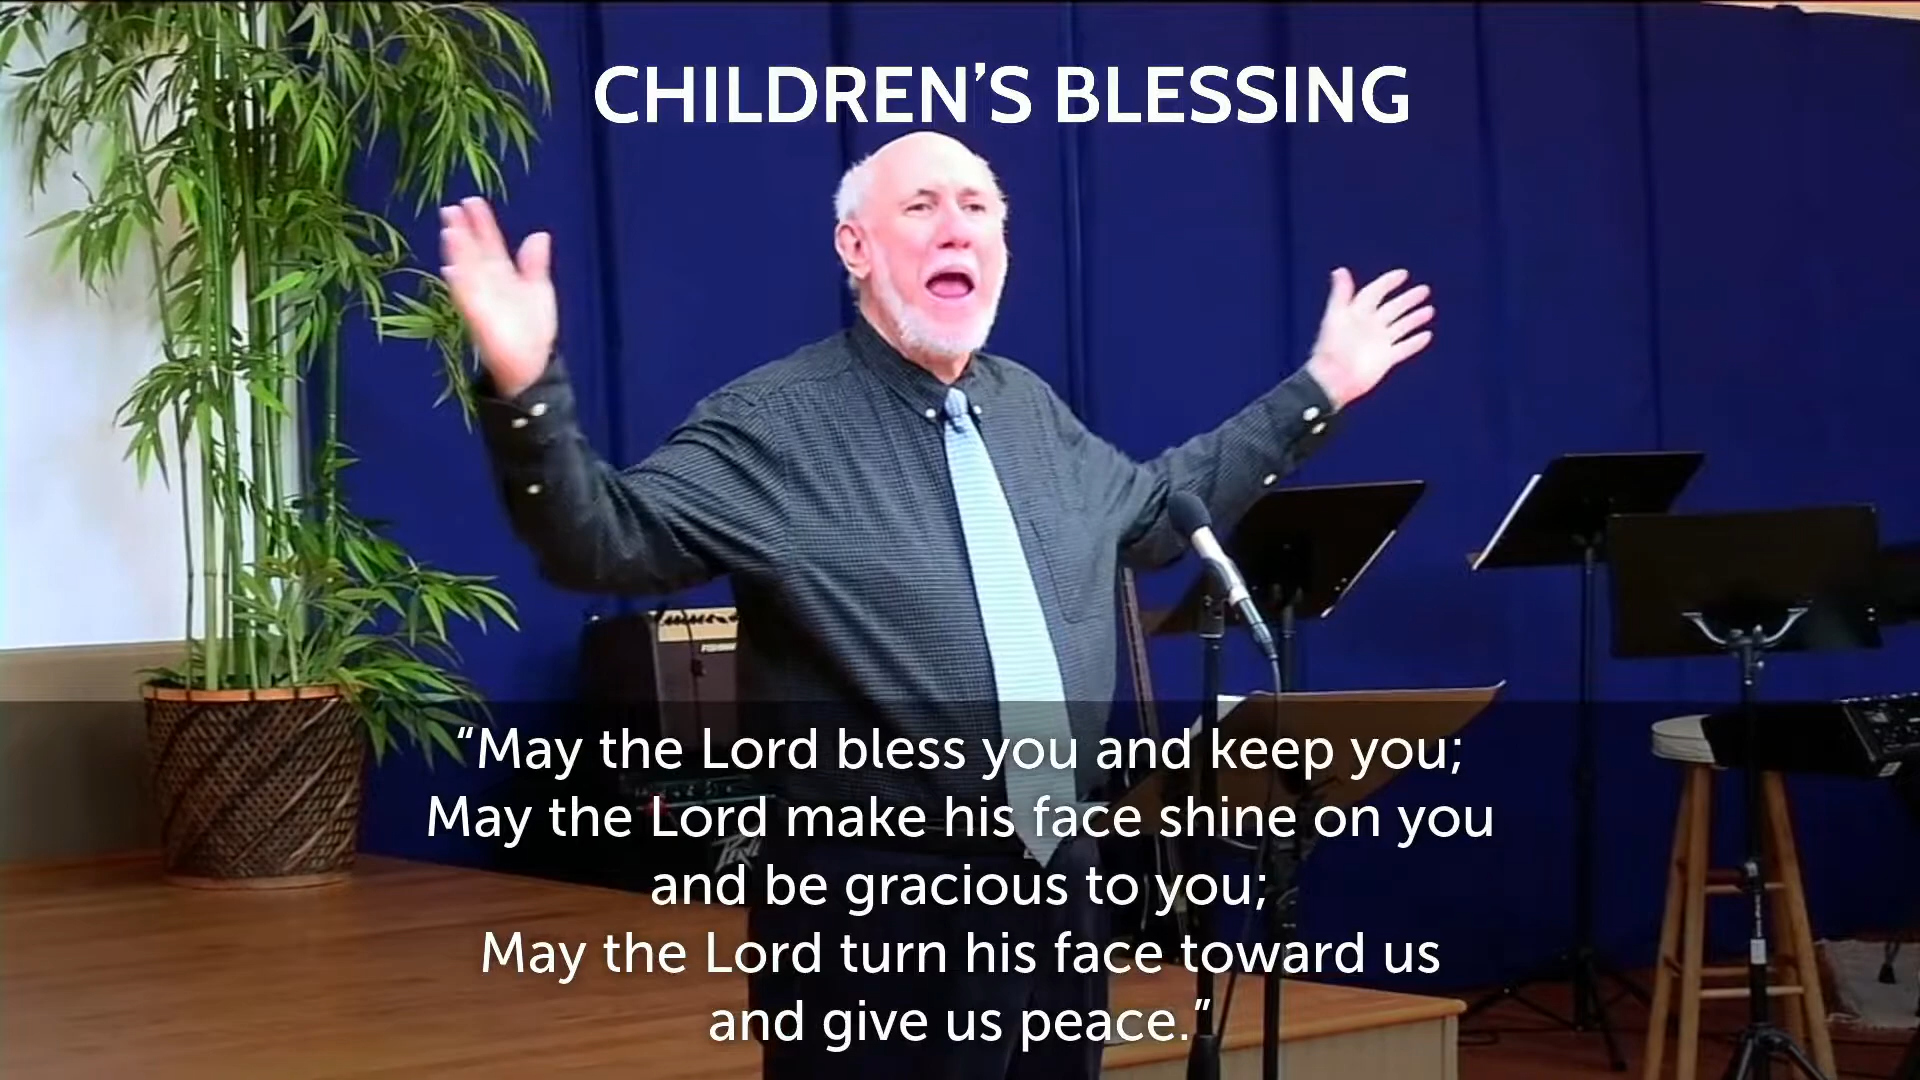 CHILDREN’S BLESSING
“May the Lord bless you and keep you;
May the Lord make his face shine on you
and be gracious to you;
May the Lord turn his face toward us
and give us peace.”